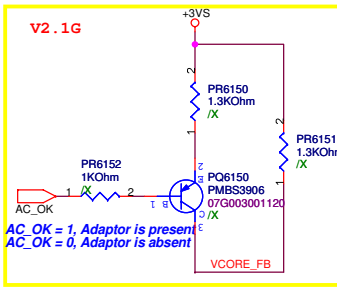 +3VS
V2.1G
2
PR6150
1.3KOhm
/X
1
2
PR6151
1.3KOhm
/X
1
PR6152
1KOhm
/X
1
2
AC_OK
2
E
B
1
C
3
PQ6150
PMBS3906
07G003001120
/X
AC_OK = 1, Adaptor is present
AC_OK = 0, Adaptor is absent
VCORE_FB